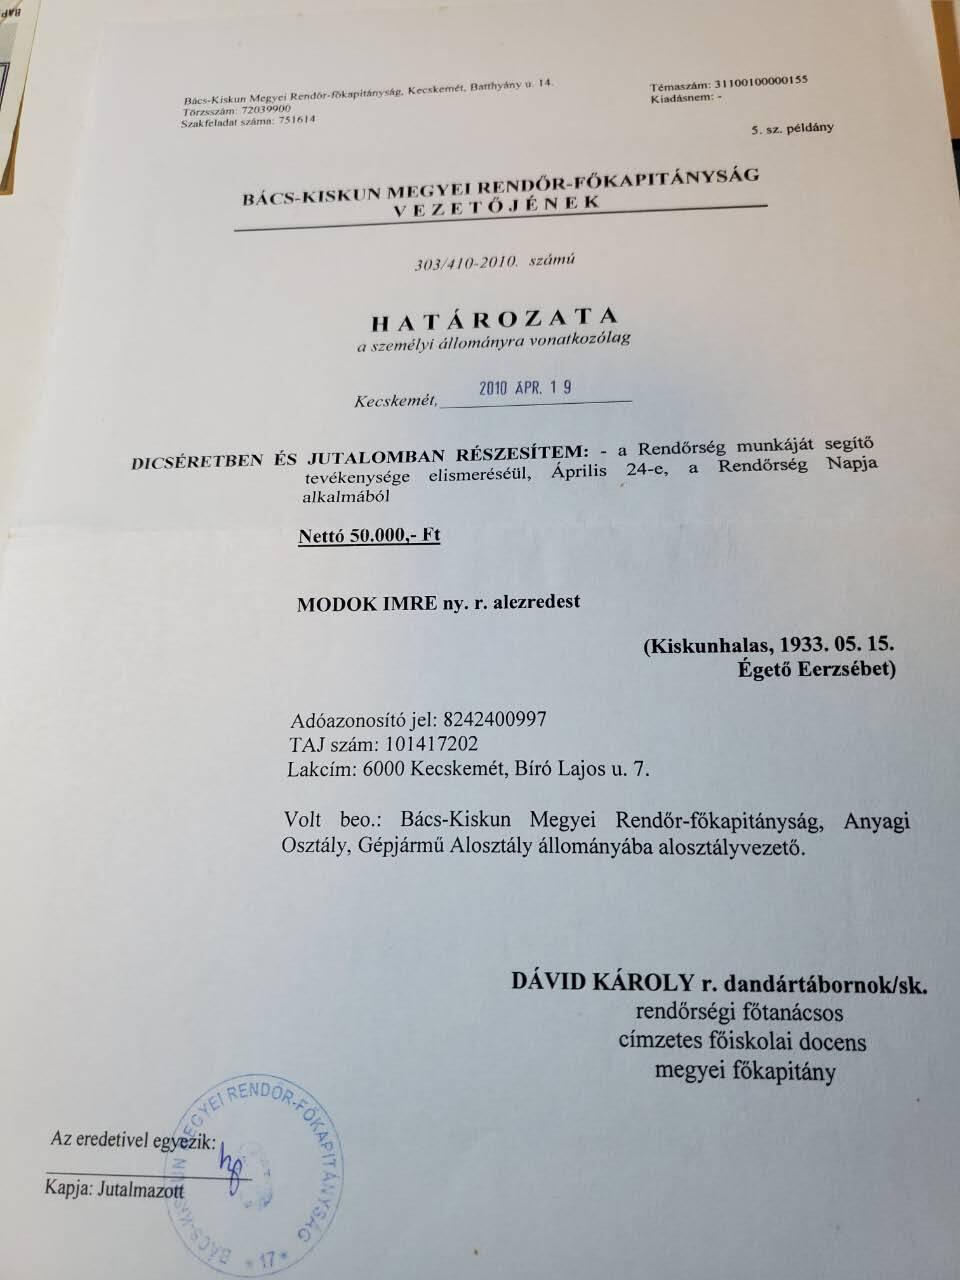 Bács-Kiskun Megyei Rendőr-főkapitányság, Kecskemét, Batthyány u. 14.
Törzsszám: 72039900
Szakfeladat száma: 751614
Témaszám: 31100100000155
Kiadásnem: -
5. sz. példány
BÁCS-KISKUN MEGYEI RENDŐR-FŐKAPITÁNYSÁG
VEZETŐJÉNEK
303/410-2010. számú
HATÁROZATA
a személyi állományra vonatkozólag
Kecskemét, 2010 ÁPR. 19
DICSÉRETBEN ÉS JUTALOMBAN RÉSZESÍTEM: - a Rendőrség munkáját segítő
tevékenysége elismeréséül, Április 24-e, a Rendőrség Napja
alkalmából
Nettó 50.000,- Ft
MODOK IMRE ny. r. alezredest
(Kiskunhalas, 1933. 05. 15.
Égető Eerzsébet)
Adóazonosító jel: 8242400997
TAJ szám: 101417202
Lakcím: 6000 Kecskemét, Bíró Lajos u. 7.
Volt beo.: Bács-Kiskun Megyei Rendőr-főkapitányság, Anyagi
Osztály, Gépjármű Alosztály állományába alosztályvezető.
DÁVID KÁROLY r. dandártábornok/sk.
rendőrségi főtanácsos
címzetes főiskolai docens
megyei főkapitány
Az eredetivel egyezik:
Kapja: Jutalmazott
BÁCS-KISKUN MEGYEI RENDŐR-FŐKAPITÁNYSÁG
* 17 *